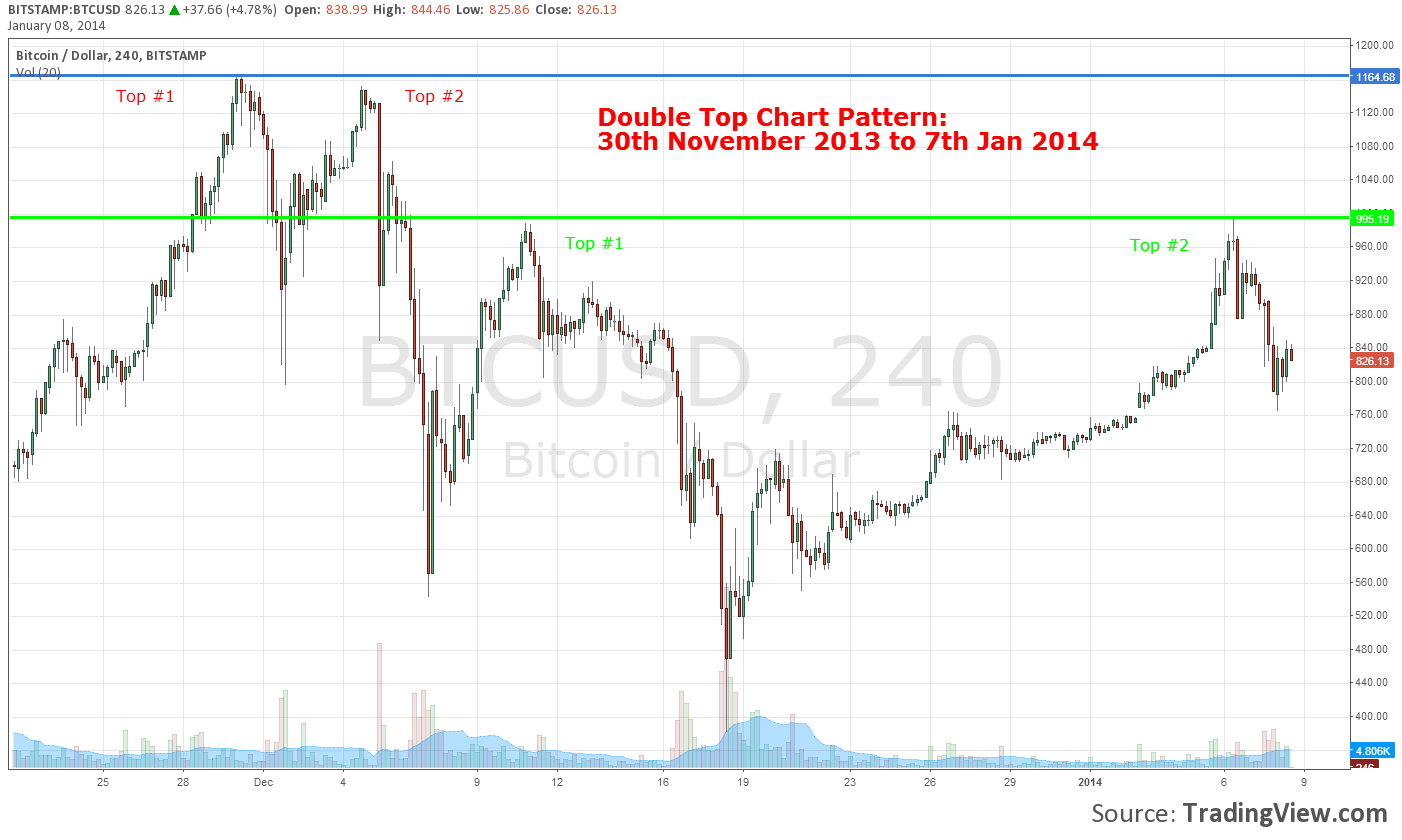 BITSTAMP:BTCUSD 826.13 ▲ +37.66 (+4.78%) Open: 838.99 High: 844.46 Low: 825.86 Close: 826.13
January 08, 2014
Bitcoin / Dollar, 240, BITSTAMP
Vol (20)
1200.00
1164.68
Top #1
Top #2
Double Top Chart Pattern:
30th November 2013 to 7th Jan 2014
1120.00
1080.00
1040.00
995.19
Top #1
Top #2
960.00
920.00
880.00
BTCUSD, 240
840.00
826.13
800.00
760.00
720.00
Bitcoin / Dollar
680.00
640.00
600.00
560.00
520.00
480.00
440.00
400.00
4.806K
25 28 Dec 4 9 12 16 19 23 26 29 2014 6 9
Source: TradingView.com